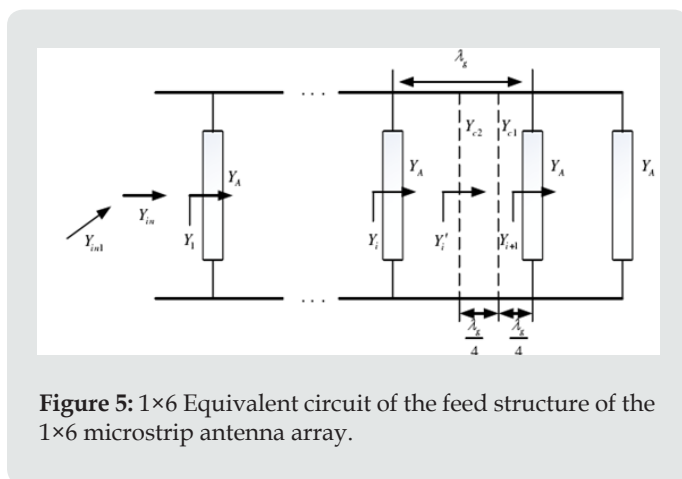 λg
... ...
Yc2 Yc1
YA YA YA YA
Yin1 Yin Y1 Yi Y'i Yi+1
λg λg
4 4
Figure 5: 1×6 Equivalent circuit of the feed structure of the
1×6 microstrip antenna array.